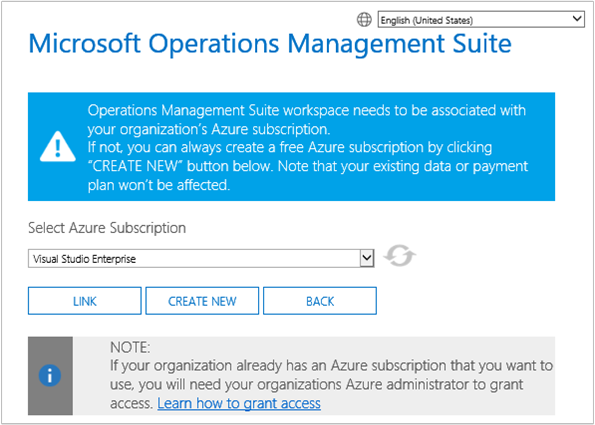 English (United States)
Microsoft Operations Management Suite
Operations Management Suite workspace needs to be associated with
your organization's Azure subscription.
If not, you can always create a free Azure subscription by clicking
“CREATE NEW” button below. Note that your existing data or payment
plan won't be affected.
Select Azure Subscription
Visual Studio Enterprise
LINK
CREATE NEW
BACK
NOTE:
If your organization already has an Azure subscription that you want to
use, you will need your organizations Azure administrator to grant
access. Learn how to grant access